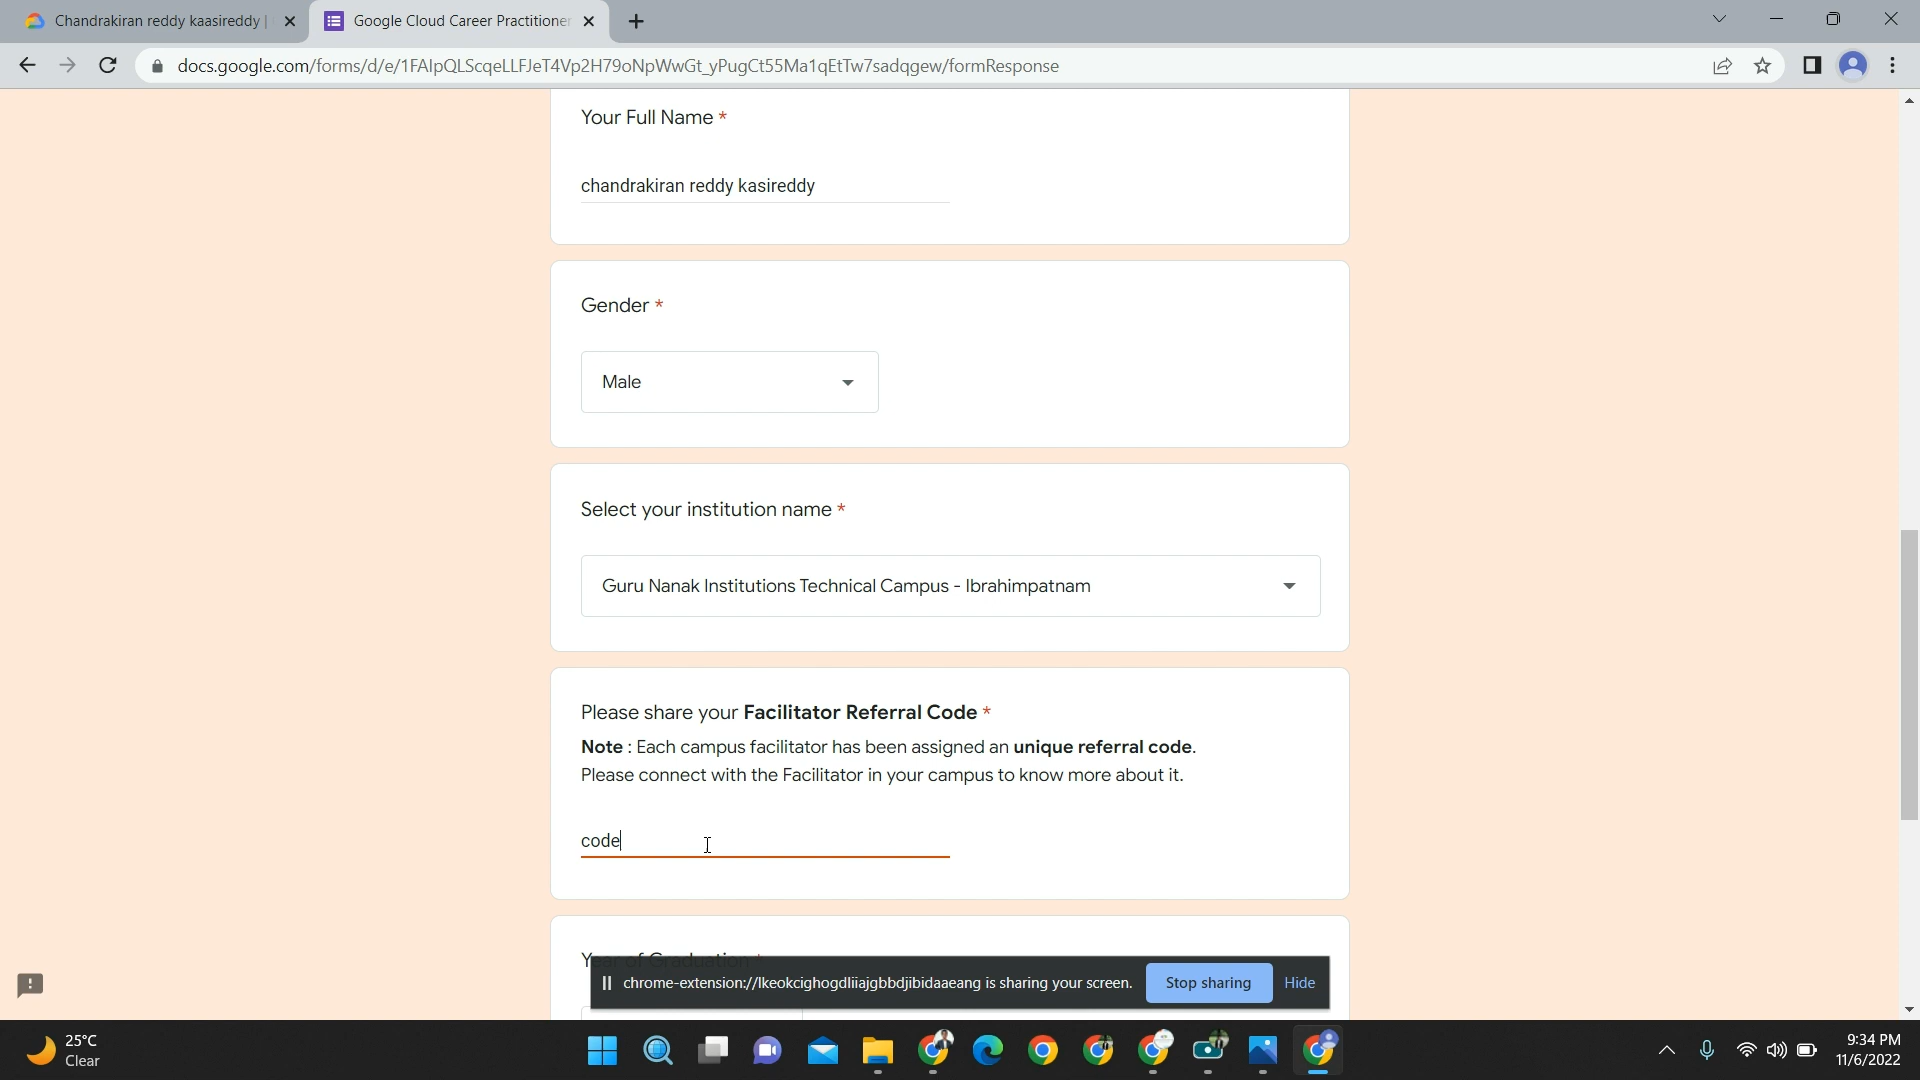 Chandrakiran reddy kaasireddy |
Google Cloud Career Practitioner
docs.google.com/forms/d/e/1FAIpQLScqeLLFJeT4Vp2H79oNpWwGt_yPugCt55Ma1qEtTw7sadqgew/formResponse
Your Full Name *
chandrakiran reddy kasireddy
Gender *
Male
Select your institution name *
Guru Nanak Institutions Technical Campus - Ibrahimpatnam
Please share your Facilitator Referral Code *
Note : Each campus facilitator has been assigned an unique referral code.
Please connect with the Facilitator in your campus to know more about it.
code
Year of Graduation *
chrome-extension://lkeokcighogdliiajgbbdjibidaaeang is sharing your screen.
Stop sharing
Hide
25°C
Clear
9:34 PM
11/6/2022